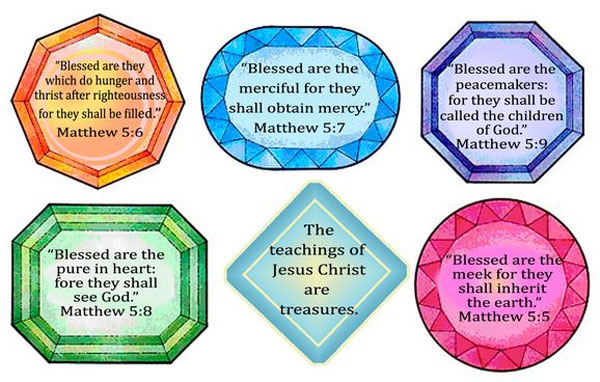 “Blessed are they
which do hunger and
thrist after righteousness
for they shall be filled.”
Matthew 5:6
“Blessed are the
merciful for they
shall obtain mercy.”
Matthew 5:7
“Blessed are the
peacemakers:
for they shall be
called the children
of God.”
Matthew 5:9
“Blessed are the
pure in heart:
fore they shall
see God.”
Matthew 5:8
The
teachings of
Jesus Christ
are
treasures.
“Blessed are the
meek for they
shall inherit
the earth.”
Matthew 5:5